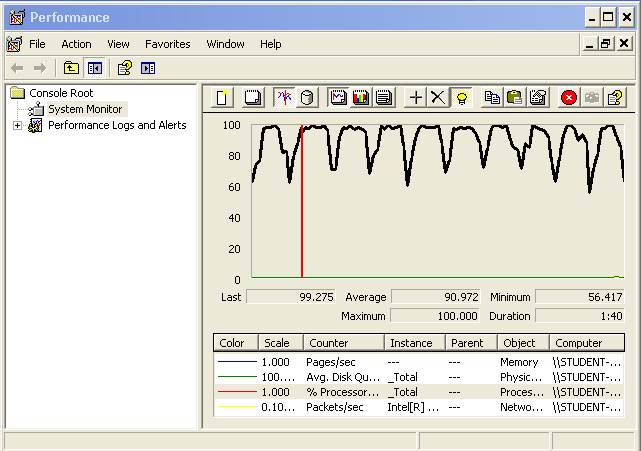 Performance
File Action View Favorites Window Help
Console Root
System Monitor
Performance Logs and Alerts
100
80
60
40
20
0
Last 99.275 Average 90.972 Minimum 56.417
Maximum 100.000 Duration 1:40
Color Scale Counter Instance Parent Object Computer
1.000 Pages/sec --- --- Memory \\STUDENT-...
100.... Avg. Disk Qu... _Total --- Physic... \\STUDENT-...
1.000 % Processor... _Total --- Proces... \\STUDENT-...
0.10... Packets/sec Intel[R] ... --- Netwo... \\STUDENT-...